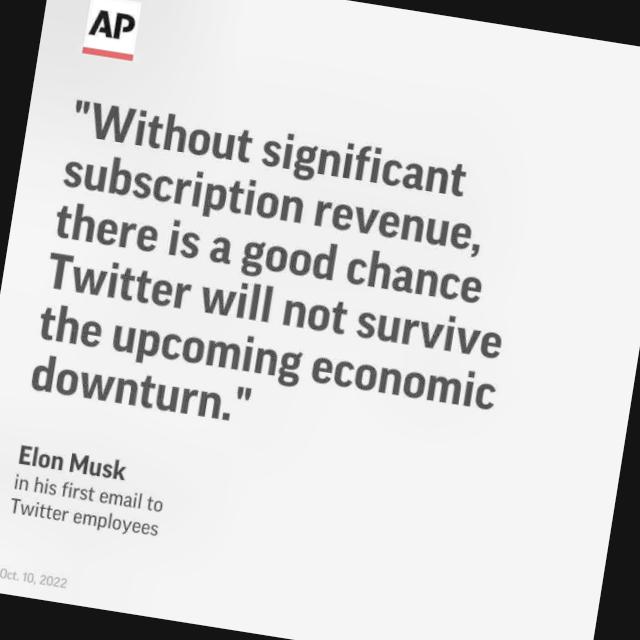 AP
"Without significant
subscription revenue,
there is a good chance
Twitter will not survive
the upcoming economic
downturn."
Elon Musk
in his first email to
Twitter employees
Oct. 10, 2022